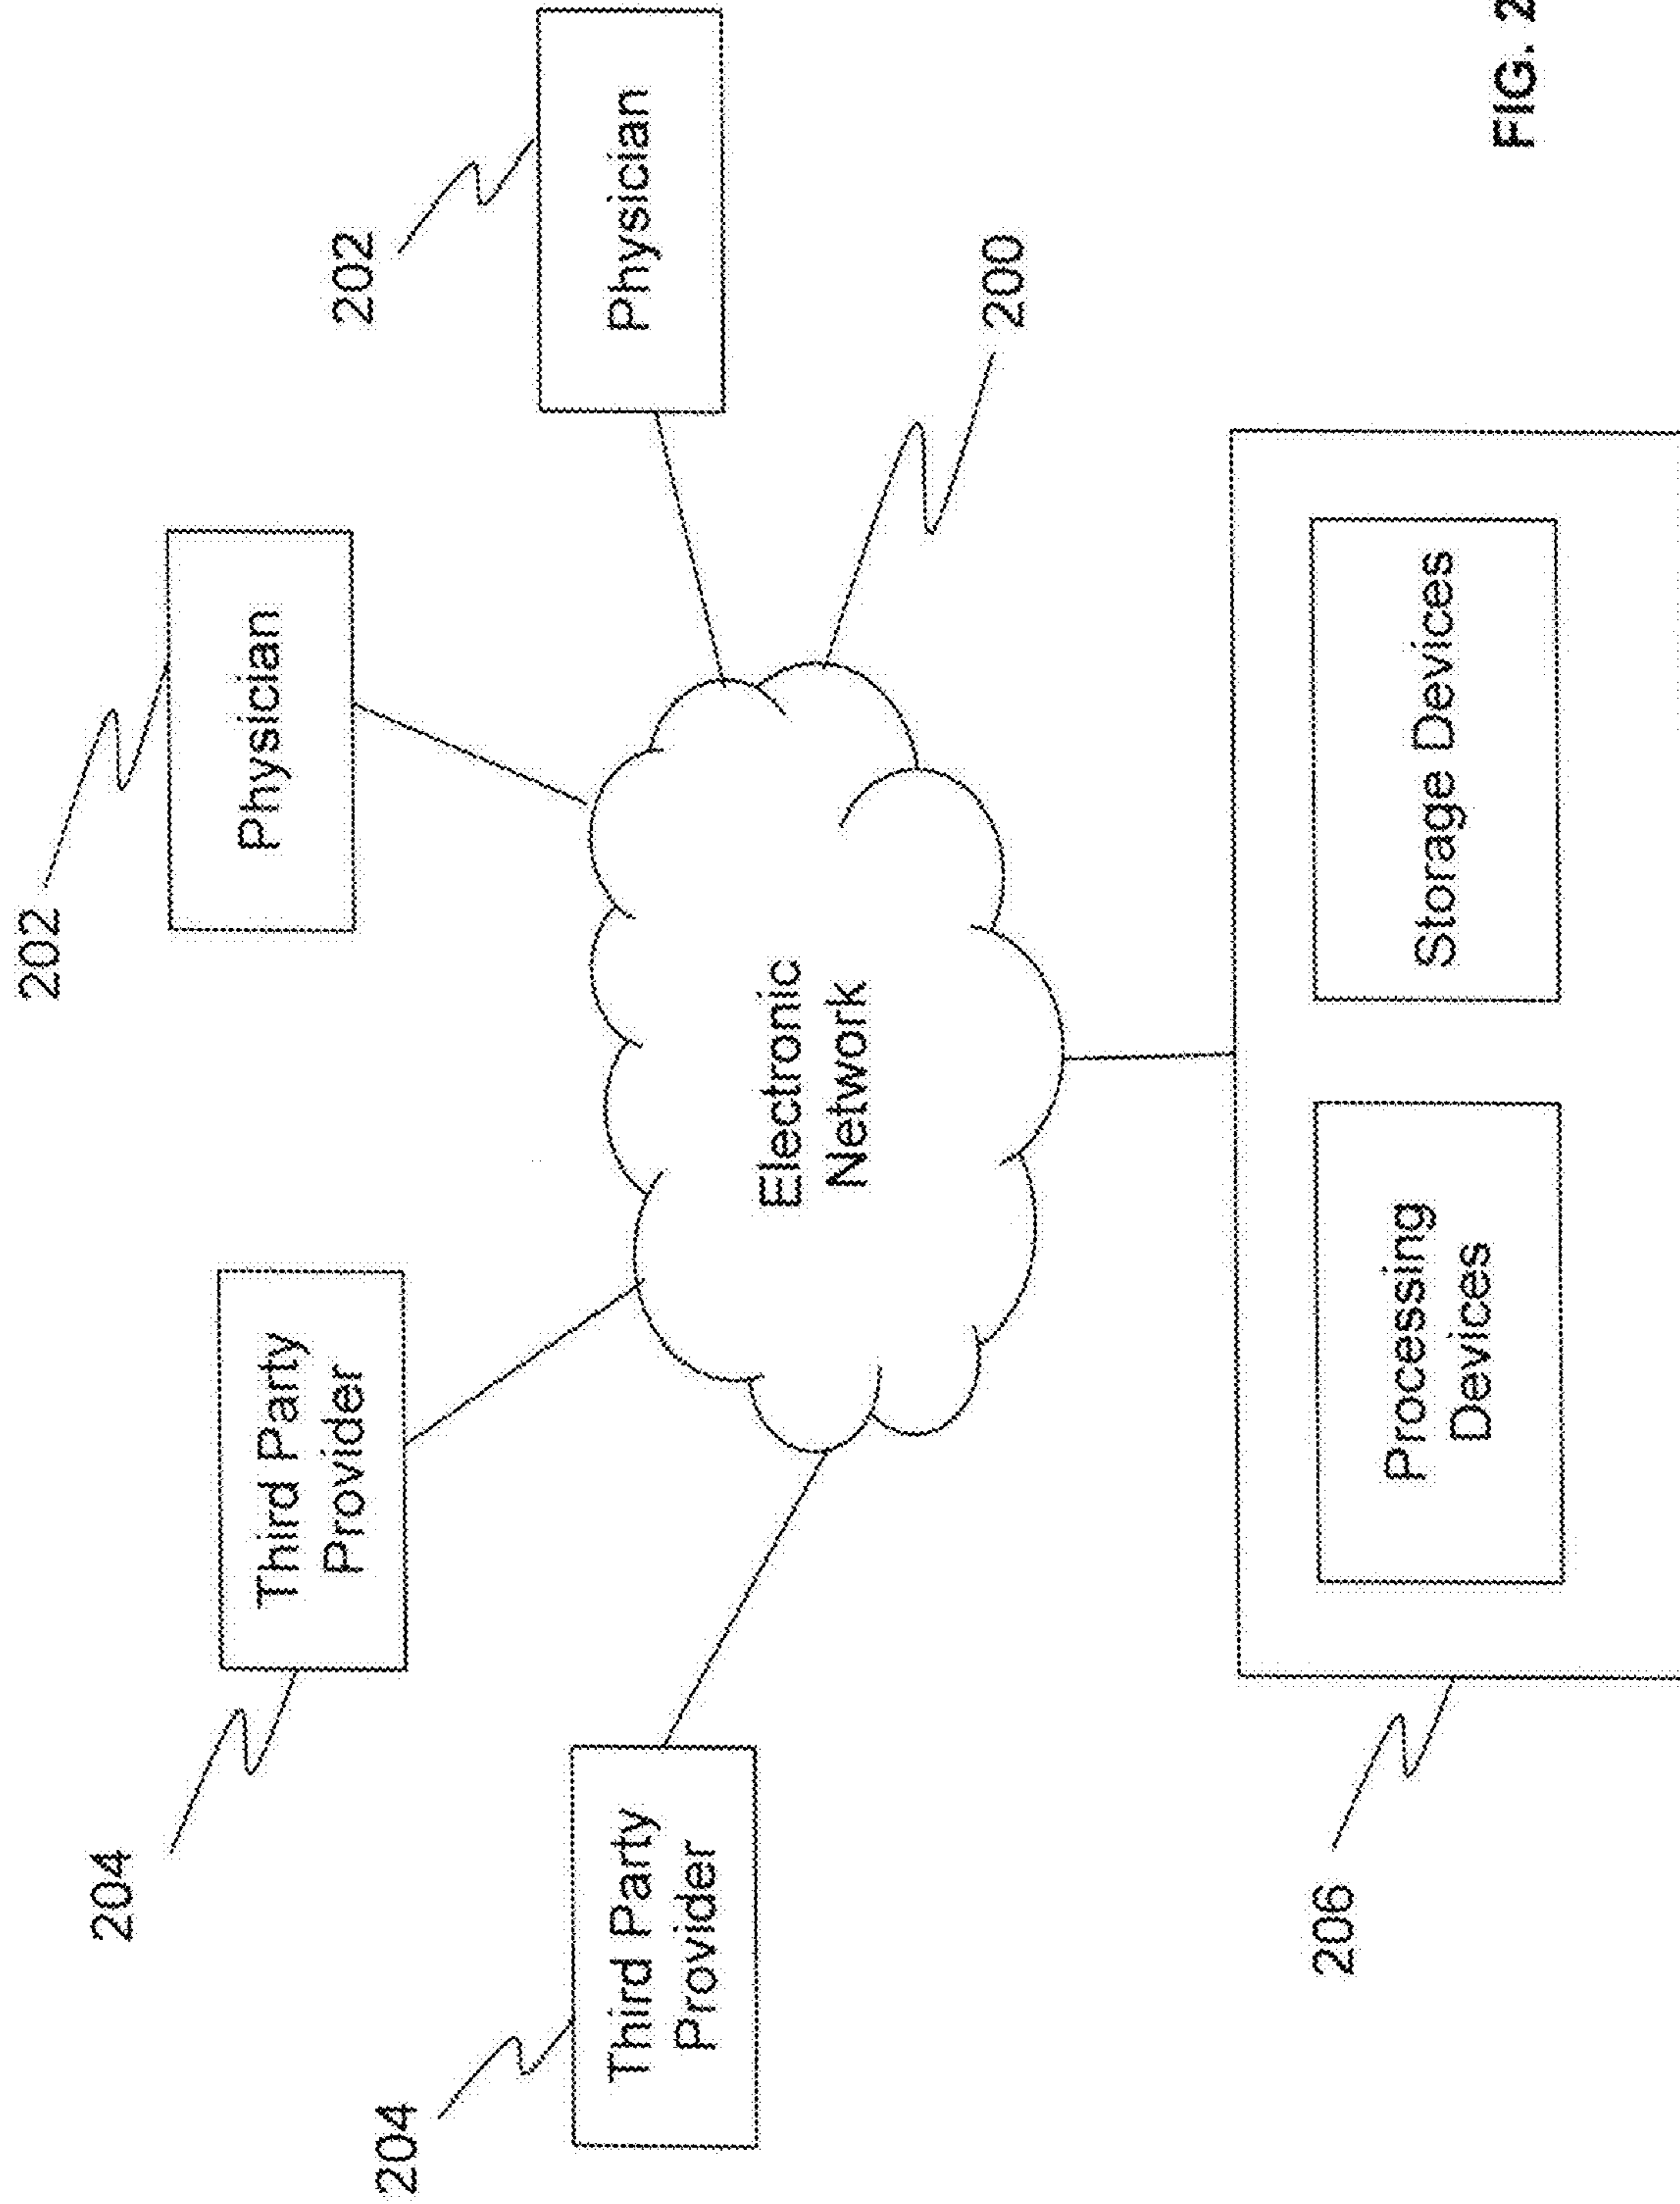 202
Physician
202
Physician
204
Third Party
Provider
204
Third Party
Provider
Electronic
Network
200
206
Processing
Devices
Storage Devices
FIG. 2